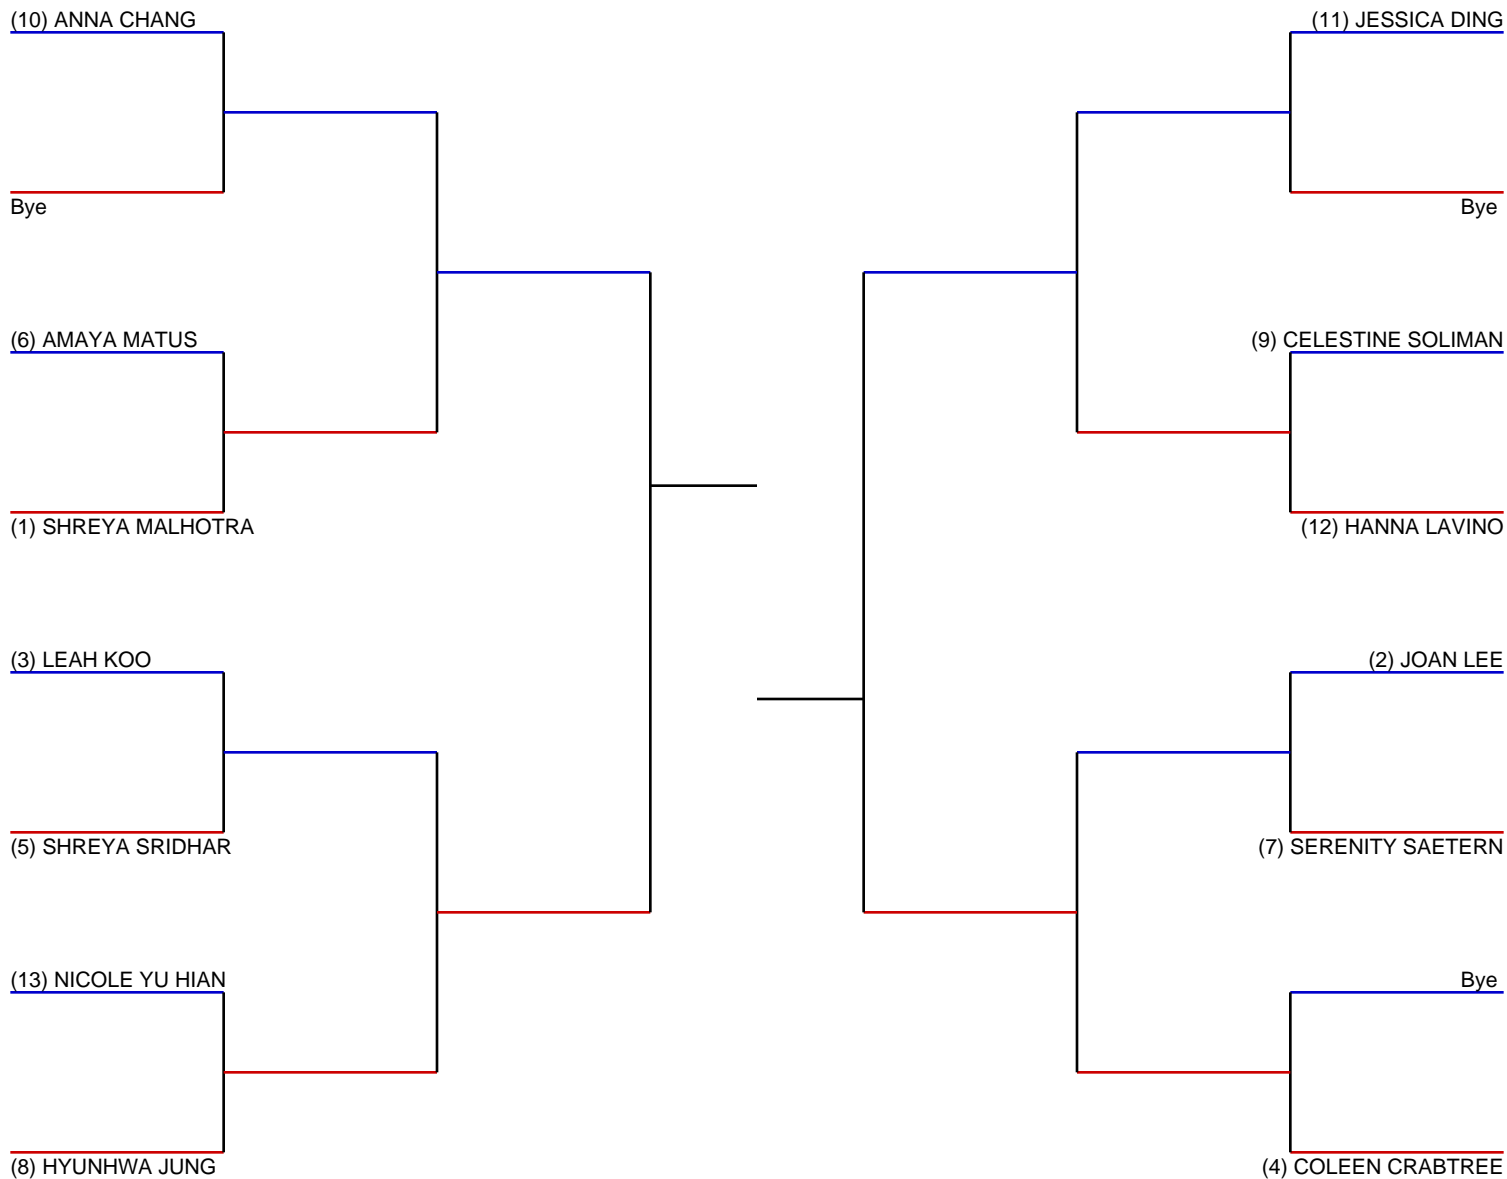 (10) ANNA CHANG
Bye
(6) AMAYA MATUS
(1) SHREYA MALHOTRA
(3) LEAH KOO
(5) SHREYA SRIDHAR
(13) NICOLE YU HIAN
(8) HYUNHWA JUNG
(11) JESSICA DING
Bye
(9) CELESTINE SOLIMAN
(12) HANNA LAVINO
(2) JOAN LEE
(7) SERENITY SAETERN
Bye
(4) COLEEN CRABTREE